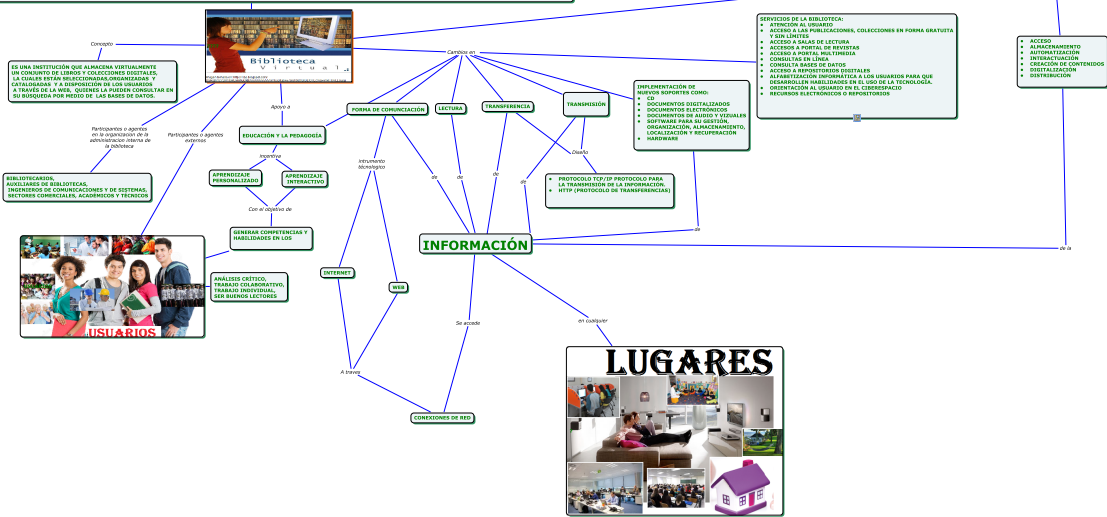 Concepto
ES UNA INSTITUCIÓN QUE ALMACENA VIRTUALMENTE
UN CONJUNTO DE LIBROS Y COLECCIONES DIGITALES,
LA CUALES ESTÁN SELECCIONADAS,ORGANIZADAS Y
CATALOGADAS Y A DISPOSICIÓN DE LOS USUARIOS
A TRAVÉS DE LA WEB, QUIENES LA PUEDEN CONSULTAR EN
SU BÚSQUEDA POR MEDIO DE LAS BASES DE DATOS.
Biblioteca
Virtual
Cambios en
SERVICIOS DE LA BIBLIOTECA:
• ATENCIÓN AL USUARIO
• ACCESO A LAS PUBLICACIONES, COLECCIONES EN FORMA GRATUITA
Y SIN LÍMITES
• ACCESO A SALAS DE LECTURA
• ACCESOS A PORTAL DE REVISTAS
• ACCESO A PORTAL MULTIMEDIA
• CONSULTAS EN LÍNEA
• CONSULTA BASES DE DATOS
• ACCESO A REPOSITORIOS DIGITALES
• ALFABETIZACIÓN INFORMÁTICA A LOS USUARIOS PARA QUE
DESARROLLEN HABILIDADES EN EL USO DE LA TECNOLOGÍA.
• ORIENTACIÓN AL USUARIO EN EL CIBERESPACIO
• RECURSOS ELECTRÓNICOS O REPOSITORIOS
• ACCESO
• ALMACENAMIENTO
• AUTOMATIZACIÓN
• INTERACTUACIÓN
• CREACIÓN DE CONTENIDOS
• DIGITALIZACIÓN
• DISTRIBUCIÓN
Participantes o agentes
en la organizacion de la
administracion interna de
la biblioteca
Participantes o agentes
externos
Apoyo a
EDUCACIÓN Y LA PEDAGOGÍA
FORMA DE COMUNCIACIÓN
LECTURA
TRANSFERENCIA
TRANSMISIÓN
IMPLEMENTACIÓN DE
NUEVOS SOPORTES COMO:
• CD
• DOCUMENTOS DIGITALIZADOS
• DOCUMENTOS ELECTRÓNICOS
• DOCUMENTOS DE AUDIO Y VIZUALES
• SOFTWARE PARA SU GESTIÓN,
ORGANIZACIÓN, ALMACENAMIENTO,
LOCALIZACIÓN Y RECUPERACIÓN
• HARDWARE
incentiva
intrumento
técnologico
Diseño
BIBLIOTECARIOS,
AUXILIARES DE BIBLIOTECAS,
INGENIEROS DE COMUNICACIONES Y DE SISTEMAS,
SECTORES COMERCIALES, ACADÉMICOS Y TÉCNICOS
APRENDIZAJE
PERSONALIZADO
APRENDIZAJE
INTERACTIVO
de
de
de
de
• PROTOCOLO TCP/IP PROTOCOLO PARA
LA TRANSMISIÓN DE LA INFORMACIÓN.
• HTTP (PROTOCOLO DE TRANSFERENCIAS)
Con el objetivo de
GENERAR COMPETENCIAS Y
HABILIDADES EN LOS
INFORMACIÓN
de
de la
USUARIOS
ANÁLISIS CRÍTICO,
TRABAJO COLABORATIVO,
TRABAJO INDIVIDUAL,
SER BUENOS LECTORES
INTERNET
WEB
Se accede
en cualquier
A traves
LUGARES
CONEXIONES DE RED